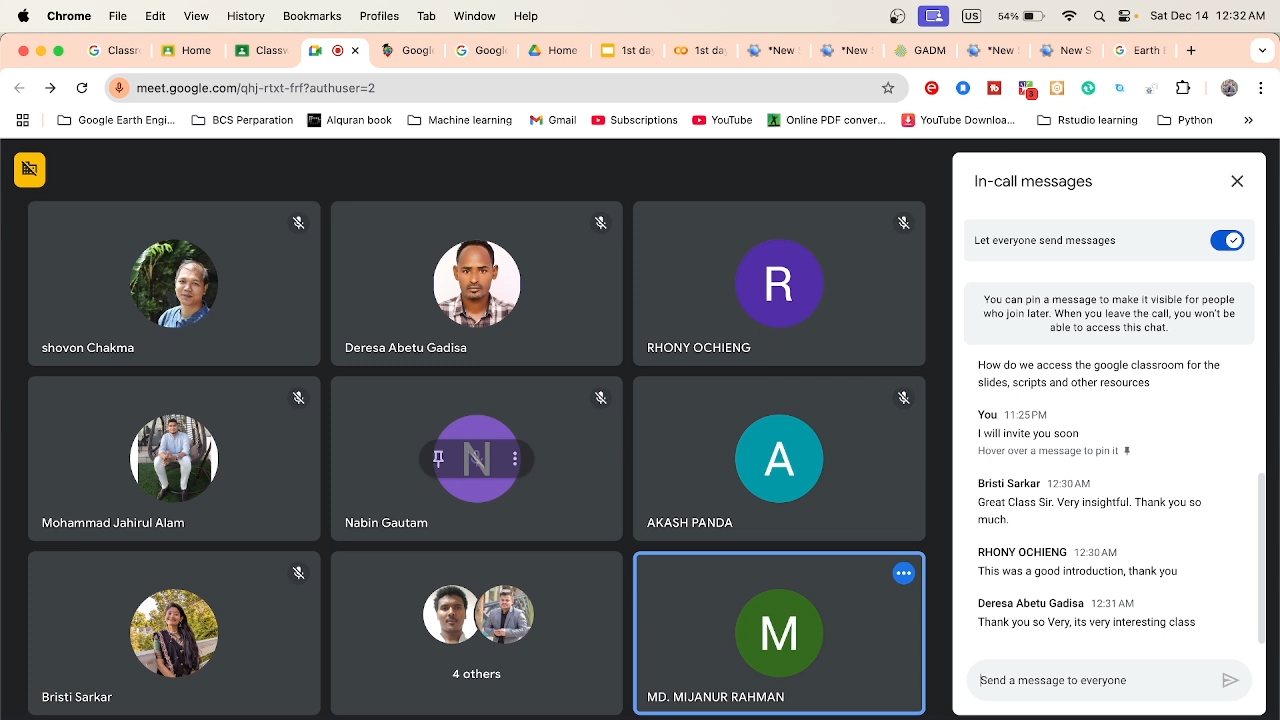 Chrome File Edit View History Bookmarks Profiles Tab Window Help US 54% Sat Dec 14 12:32 AM
Classr Home Classw Google Googl Home 1st day 1st da *New *New GADM *New New S Earth E
meet.google.com/qhj-rtxt-frf?authuser=2 3
Google Earth Engi... BCS Perparation Alquran book Machine learning Gmail Subscriptions YouTube Online PDF conver... YouTube Downloa... Rstudio learning Python »
shovon Chakma
Deresa Abetu Gadisa
R
RHONY OCHIENG
Mohammad Jahirul Alam
N
Nabin Gautam
A
AKASH PANDA
Bristi Sarkar
4 others
M
MD. MIJANUR RAHMAN
In-call messages
Let everyone send messages
You can pin a message to make it visible for people
who join later. When you leave the call, you won't be
able to access this chat.
How do we access the google classroom for the
slides, scripts and other resources
You 11:25 PM
I will invite you soon
Hover over a message to pin it
Bristi Sarkar 12:30 AM
Great Class Sir. Very insightful. Thank you so
much.
RHONY OCHIENG 12:30 AM
This was a good introduction, thank you
Deresa Abetu Gadisa 12:31 AM
Thank you so Very, its very interesting class
Send a message to everyone